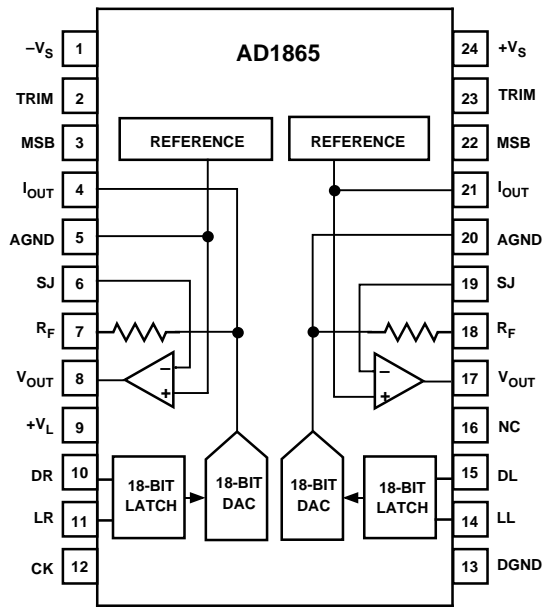 AD1865
–VS 1
TRIM 2
MSB 3
IOUT 4
AGND 5
SJ 6
RF 7
VOUT 8
+VL 9
DR 10
LR 11
CK 12
24 +VS
23 TRIM
22 MSB
21 IOUT
20 AGND
19 SJ
18 RF
17 VOUT
16 NC
15 DL
14 LL
13 DGND
REFERENCE
REFERENCE
–
+
–
+
18-BIT
LATCH
18-BIT
DAC
18-BIT
DAC
18-BIT
LATCH